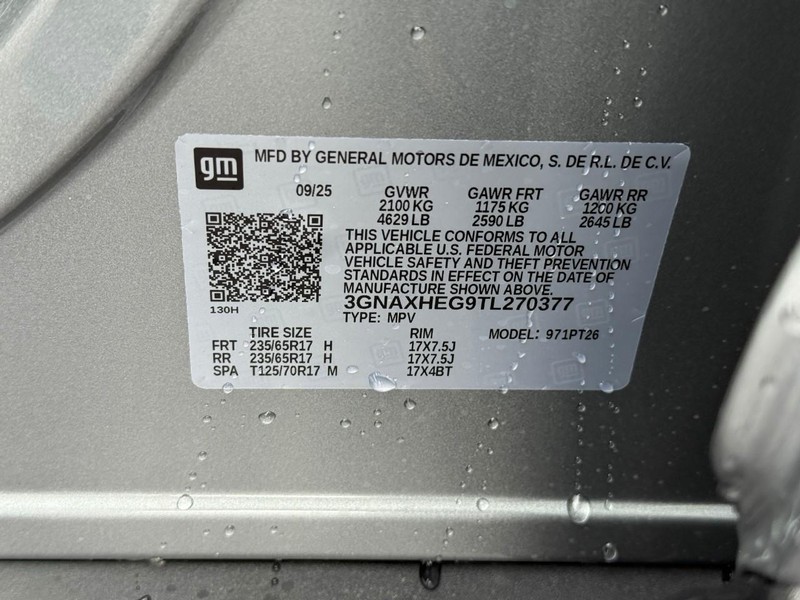 gm MFD BY GENERAL MOTORS DE MEXICO, S. DE R.L. DE C.V.
09/25 GVWR GAWR FRT GAWR RR
2100 KG 1175 KG 1200 KG
4629 LB 2590 LB 2645 LB
THIS VEHICLE CONFORMS TO ALL
APPLICABLE U.S. FEDERAL MOTOR
VEHICLE SAFETY AND THEFT PREVENTION
STANDARDS IN EFFECT ON THE DATE OF
MANUFACTURE SHOWN ABOVE.
3GNAXHEG9TL270377
130H TYPE: MPV
TIRE SIZE RIM MODEL: 971PT26
FRT 235/65R17 H 17X7.5J
RR 235/65R17 H 17X7.5J
SPA T125/70R17 M 17X4BT